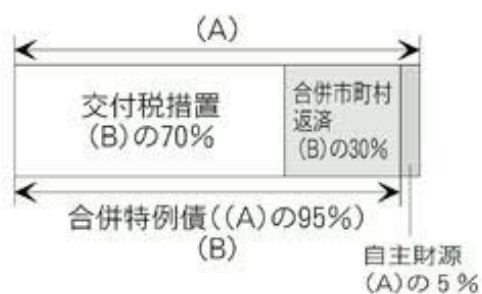 (A)
交付税措置
(B)の70%
合併市町村
返済
(B)の30%
合併特例債((A)の95%)
(B)
自主財源
(A)の5%